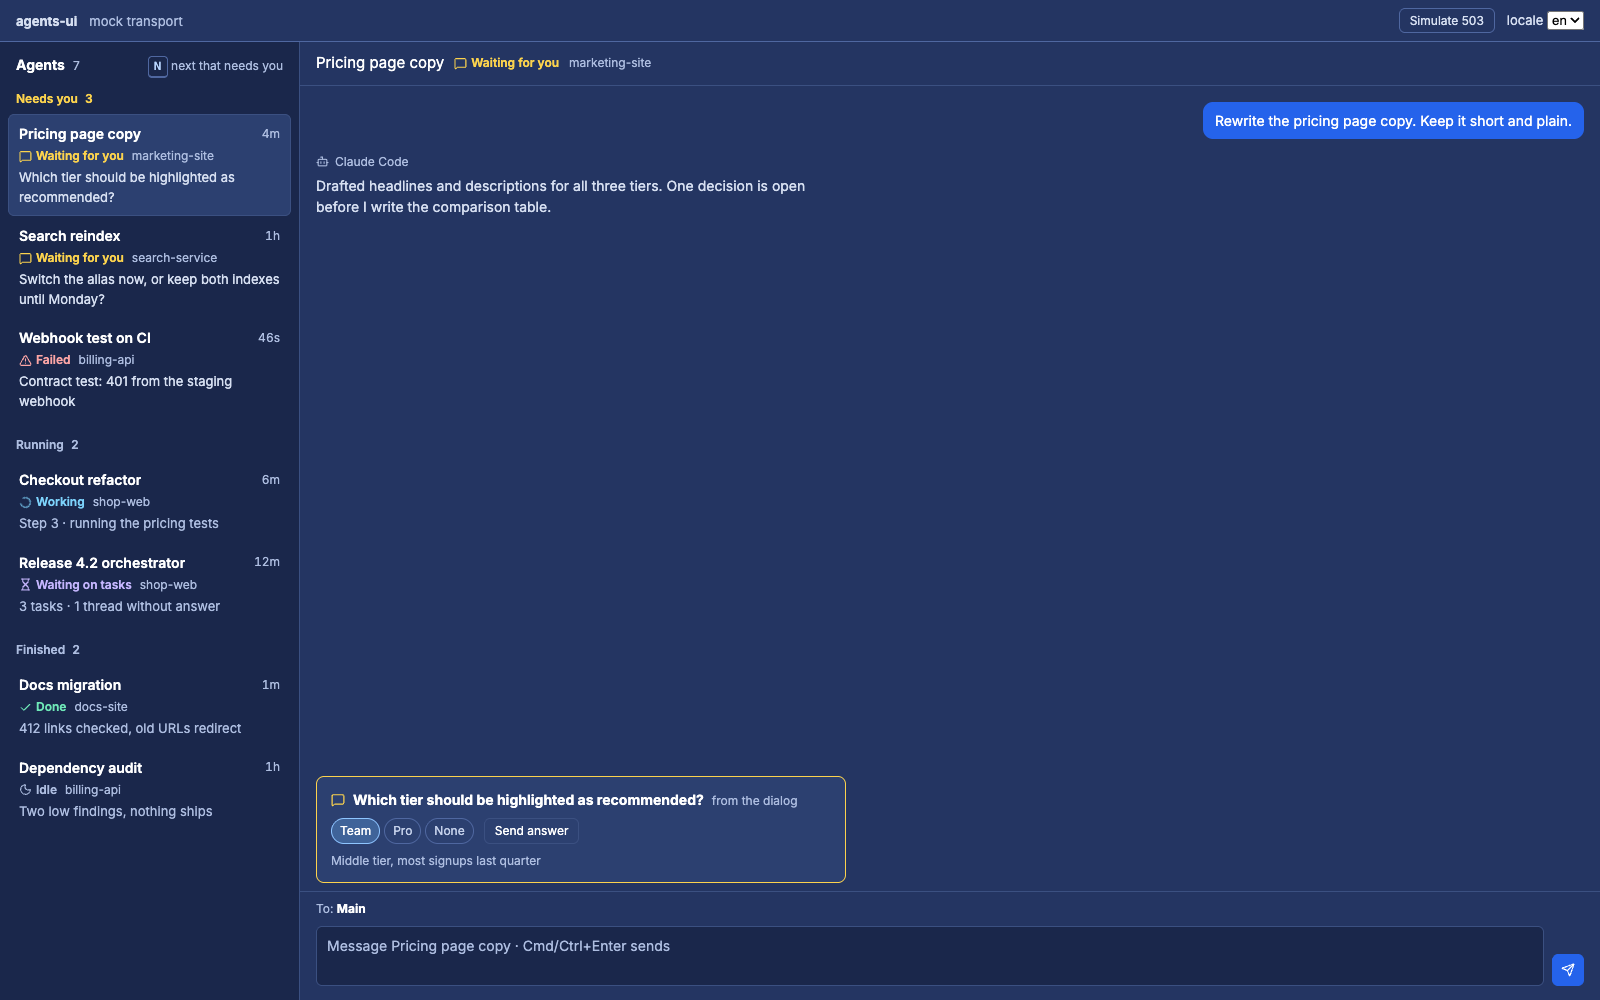 agents-ui mock transport
Simulate 503 locale en
Agents 7 N next that needs you
Needs you 3
Pricing page copy 4m
Waiting for you marketing-site
Which tier should be highlighted as
recommended?
Search reindex 1h
Waiting for you search-service
Switch the alias now, or keep both indexes
until Monday?
Webhook test on CI 46s
Failed billing-api
Contract test: 401 from the staging
webhook
Running 2
Checkout refactor 6m
Working shop-web
Step 3 · running the pricing tests
Release 4.2 orchestrator 12m
Waiting on tasks shop-web
3 tasks · 1 thread without answer
Finished 2
Docs migration 1m
Done docs-site
412 links checked, old URLs redirect
Dependency audit 1h
Idle billing-api
Two low findings, nothing ships
Pricing page copy Waiting for you marketing-site
Rewrite the pricing page copy. Keep it short and plain.
Claude Code
Drafted headlines and descriptions for all three tiers. One decision is open
before I write the comparison table.
Which tier should be highlighted as recommended? from the dialog
Team Pro None Send answer
Middle tier, most signups last quarter
To: Main
Message Pricing page copy · Cmd/Ctrl+Enter sends